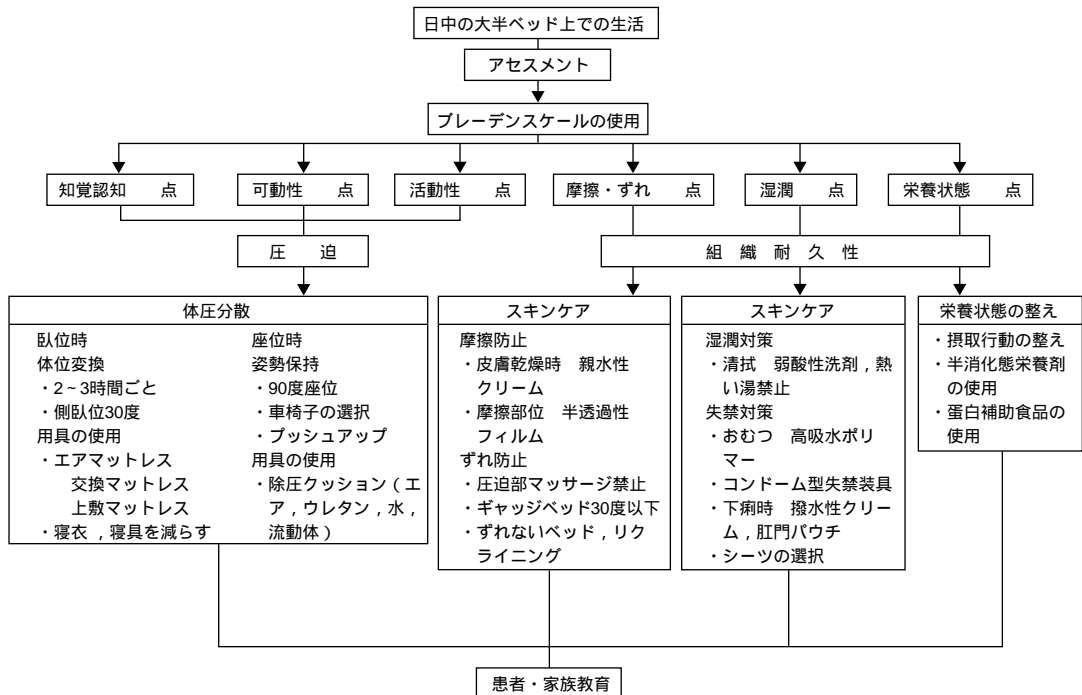 日中の大半ベッド上での生活
アセスメント
ブレーデンスケールの使用
知覚認知　点
可動性　点
活動性　点
摩擦・ずれ　点
湿潤　点
栄養状態　点
圧　迫
組　織　耐　久　性
体圧分散
臥位時
体位変換
・2~3時間ごと
・側臥位30度
用具の使用
・エアマットレス
交換マットレス
上敷マットレス
・寝衣，寝具を減らす
座位時
姿勢保持
・90度座位
・車椅子の選択
・プッシュアップ
用具の使用
・除圧クッション（エ
ア，ウレタン，水，
流動体）
スキンケア
摩擦防止
・皮膚乾燥時　親水性
クリーム
・摩擦部位　半透過性
フィルム
ずれ防止
・圧迫部マッサージ禁止
・ギャッジベッド30度以下
・ずれないベッド，リク
ライニング
スキンケア
湿潤対策
・清拭　弱酸性洗剤，熱
い湯禁止
失禁対策
・おむつ　高吸水ポリ
マー
・コンドーム型失禁装具
・下痢時　撥水性クリー
ム，肛門パウチ
・シーツの選択
栄養状態の整え
・摂取行動の整え
・半消化態栄養剤
の使用
・蛋白補助食品の
使用
患者・家族教育